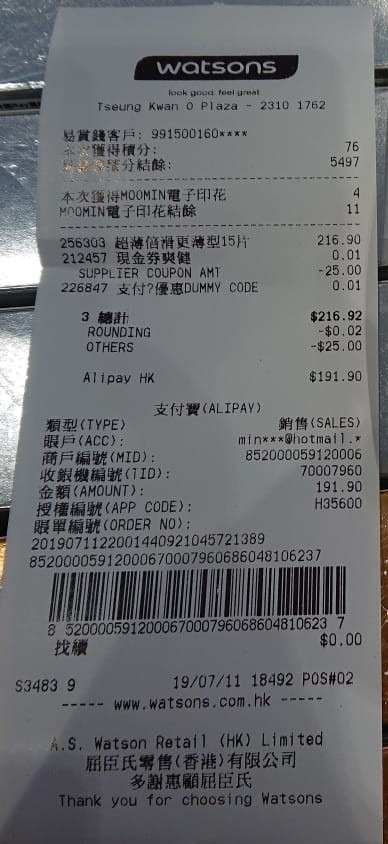 watsons
look good. feel great
Tseung Kwan O Plaza - 2310 1762
易賞錢客戶: 991500160****
本次獲得積分: 76
積分結餘: 5497
本次獲得MOOMIN電子印花 4
MOOMIN電子印花結餘 11
256303 超薄倍滑更薄型15片 216.90
212457 現金券爽健 0.01
SUPPLIER COUPON AMT -25.00
226847 支付?優惠DUMMY CODE 0.01
3 總計 $216.92
ROUNDING -$0.02
OTHERS -$25.00
Alipay HK $191.90
支付寶(ALIPAY)
類型(TYPE) 銷售(SALES)
賬戶(ACC): min***@hotmail.*
商戶編號(MID): 852000059120006
收銀機編號(TID): 70007960
金額(AMOUNT): 191.90
授權編號(APP CODE): H35600
賬單編號(ORDER NO):
2019071122001440921045721389
85200005912000670007960686048106237
8 520000591200067000796068604810623 7
找續 $0.00
S3483 9 19/07/11 18492 POS#02
----- www.watsons.com.hk -----
A.S. Watson Retail (HK) Limited
屈臣氏零售(香港)有限公司
多謝惠顧屈臣氏
Thank you for choosing Watsons